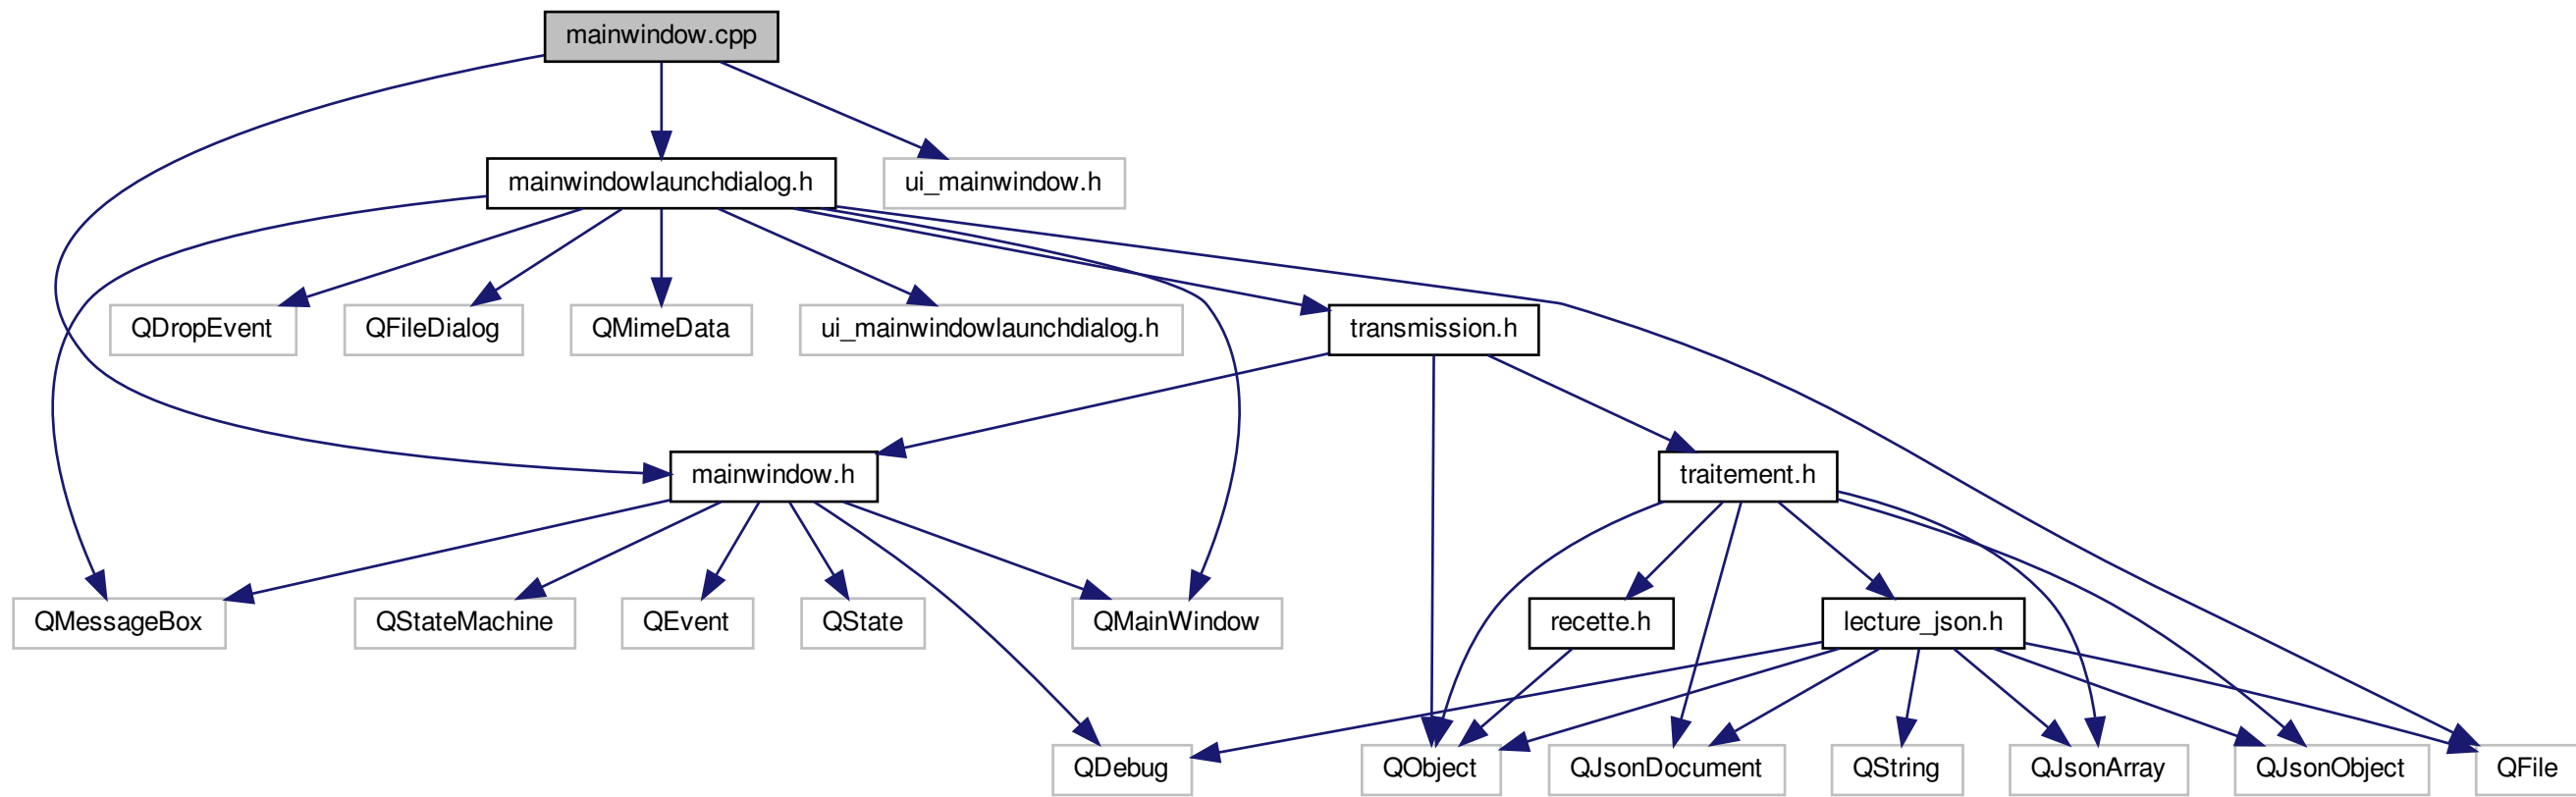 mainwindow.cpp
mainwindowlaunchdialog.h
ui_mainwindow.h
QDropEvent
QFileDialog
QMimeData
ui_mainwindowlaunchdialog.h
transmission.h
mainwindow.h
traitement.h
QMessageBox
QStateMachine
QEvent
QState
QMainWindow
recette.h
lecture_json.h
QDebug
QObject
QJsonDocument
QString
QJsonArray
QJsonObject
QFile